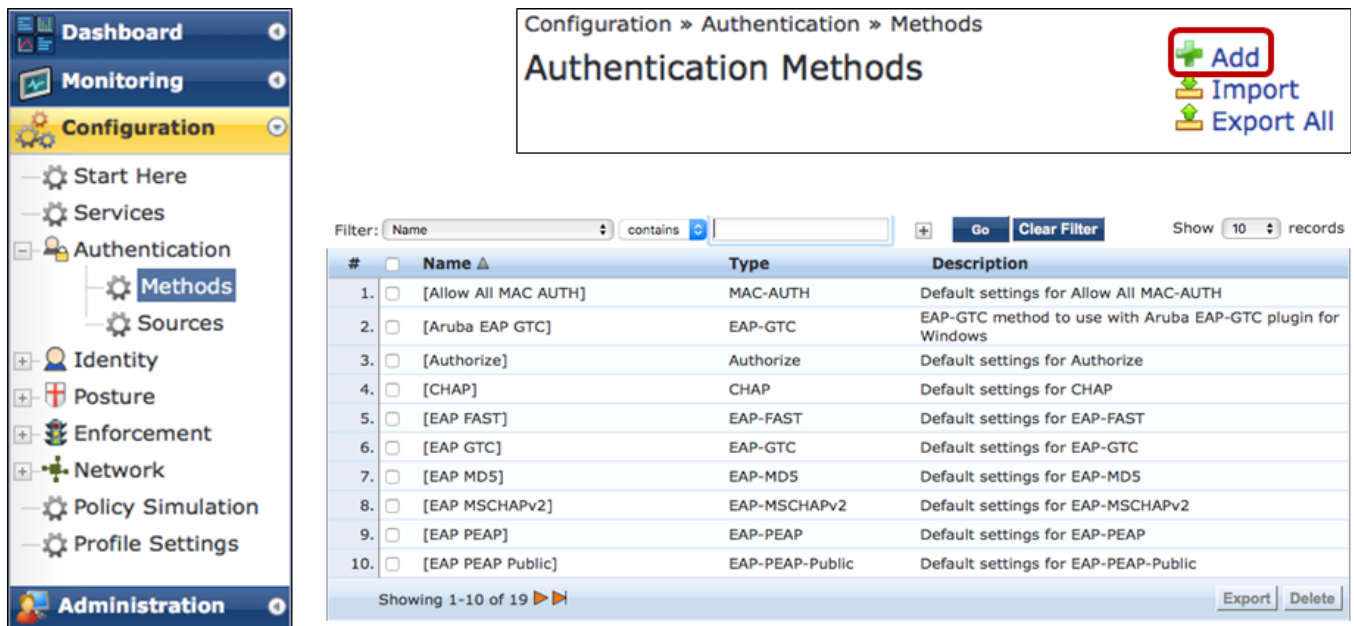 Dashboard
Monitoring
Configuration
Start Here
Services
Authentication
Methods
Sources
Identity
Posture
Enforcement
Network
Policy Simulation
Profile Settings
Administration
Configuration » Authentication » Methods
Authentication Methods
Add
Import
Export All
Filter: Name contains Go Clear Filter Show 10 records
# Name Type Description
1. [Allow All MAC AUTH] MAC-AUTH Default settings for Allow All MAC-AUTH
2. [Aruba EAP GTC] EAP-GTC EAP-GTC method to use with Aruba EAP-GTC plugin for
Windows
3. [Authorize] Authorize Default settings for Authorize
4. [CHAP] CHAP Default settings for CHAP
5. [EAP FAST] EAP-FAST Default settings for EAP-FAST
6. [EAP GTC] EAP-GTC Default settings for EAP-GTC
7. [EAP MD5] EAP-MD5 Default settings for EAP-MD5
8. [EAP MSCHAPv2] EAP-MSCHAPv2 Default settings for EAP-MSCHAPv2
9. [EAP PEAP] EAP-PEAP Default settings for EAP-PEAP
10. [EAP PEAP Public] EAP-PEAP-Public Default settings for EAP-PEAP-Public
Showing 1-10 of 19 Export Delete